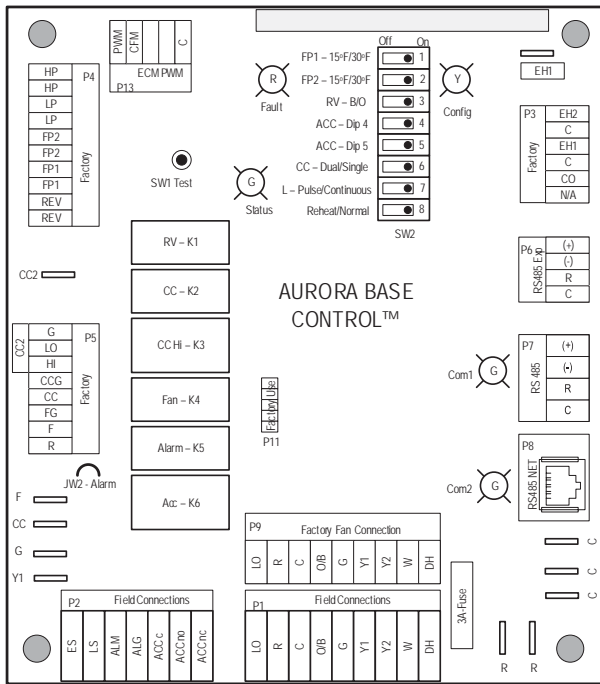 PWM
CFM
C
ECM PWM
P13
HP
HP
LP
LP
FP2
FP2
FP1
FP1
REV
REV
P4
Factory
Off On
FP1 – 15ºF/30ºF 1
FP2 – 15ºF/30ºF 2
RV – B/O 3
ACC – Dip 4 4
ACC – Dip 5 5
CC – Dual/Single 6
L – Pulse/Continuous 7
Reheat/Normal 8
SW2
R
Fault
Y
Config
G
Status
SW1 Test
EH1
P3
Factory
EH2
C
EH1
C
CO
N/A
CC2
RV – K1
CC – K2
CC Hi – K3
Fan – K4
Alarm – K5
Acc – K6
AURORA BASE
CONTROL™
P6
RS485 Exp
(+)
(-)
R
C
CC2
G
LO
HI
CCG
CC
FG
F
R
P5
Factory
JW2 - Alarm
Factory Use
P11
Com1
G
P7
RS 485
(+)
(-)
R
C
Com2
G
P8
RS485 NET
F
CC
G
Y1
P9
Factory Fan Connection
LO
R
C
O/B
G
Y1
Y2
W
DH
P2
Field Connections
ES
LS
ALM
ALG
ACC c
ACC no
ACC nc
P1
Field Connections
LO
R
C
O/B
G
Y1
Y2
W
DH
3A-Fuse
C
C
C
R
R